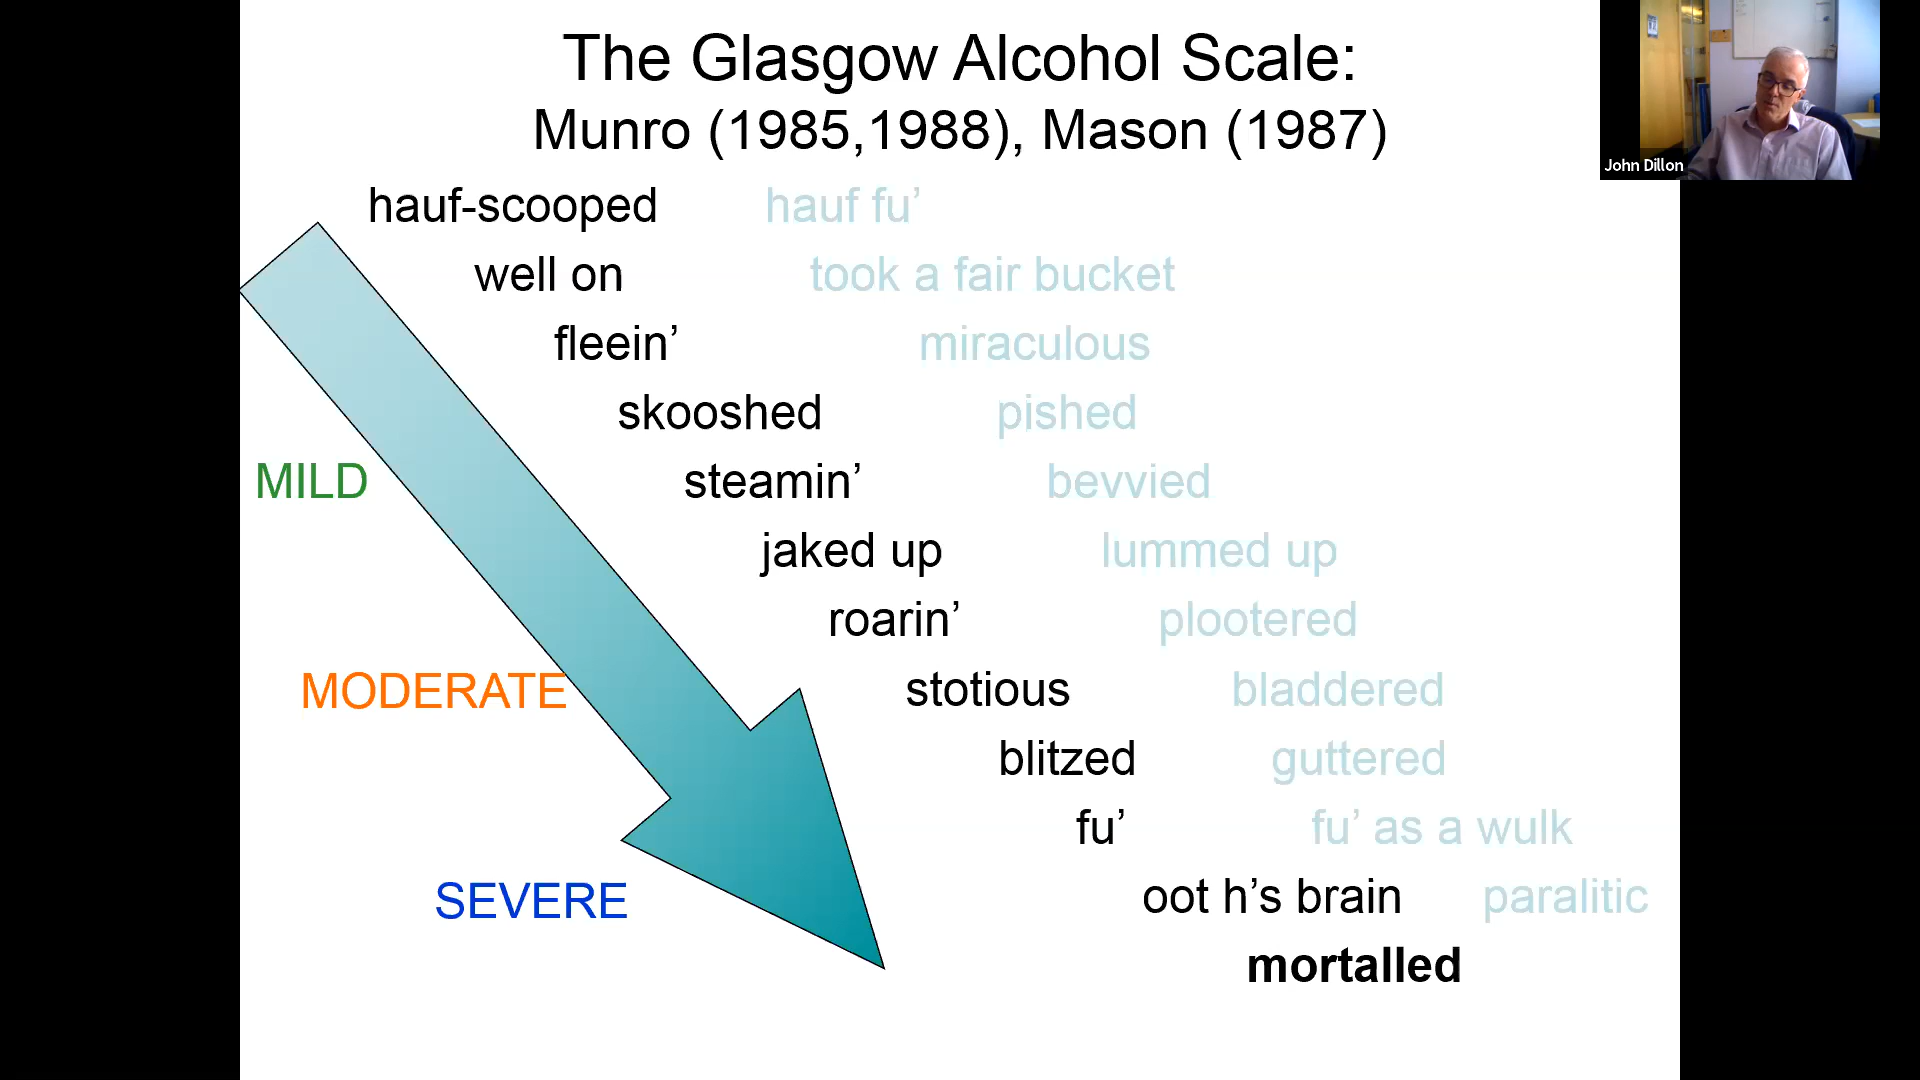 The Glasgow Alcohol Scale:
Munro (1985,1988), Mason (1987)
John Dillon
hauf-scooped hauf fu’
well on took a fair bucket
fleein’ miraculous
skooshed pished
MILD steamin’ bevvied
jaked up lummed up
roarin’ plootered
MODERATE stotious bladdered
blitzed guttered
fu’ fu’ as a wulk
SEVERE oot h’s brain paralitic
mortalled